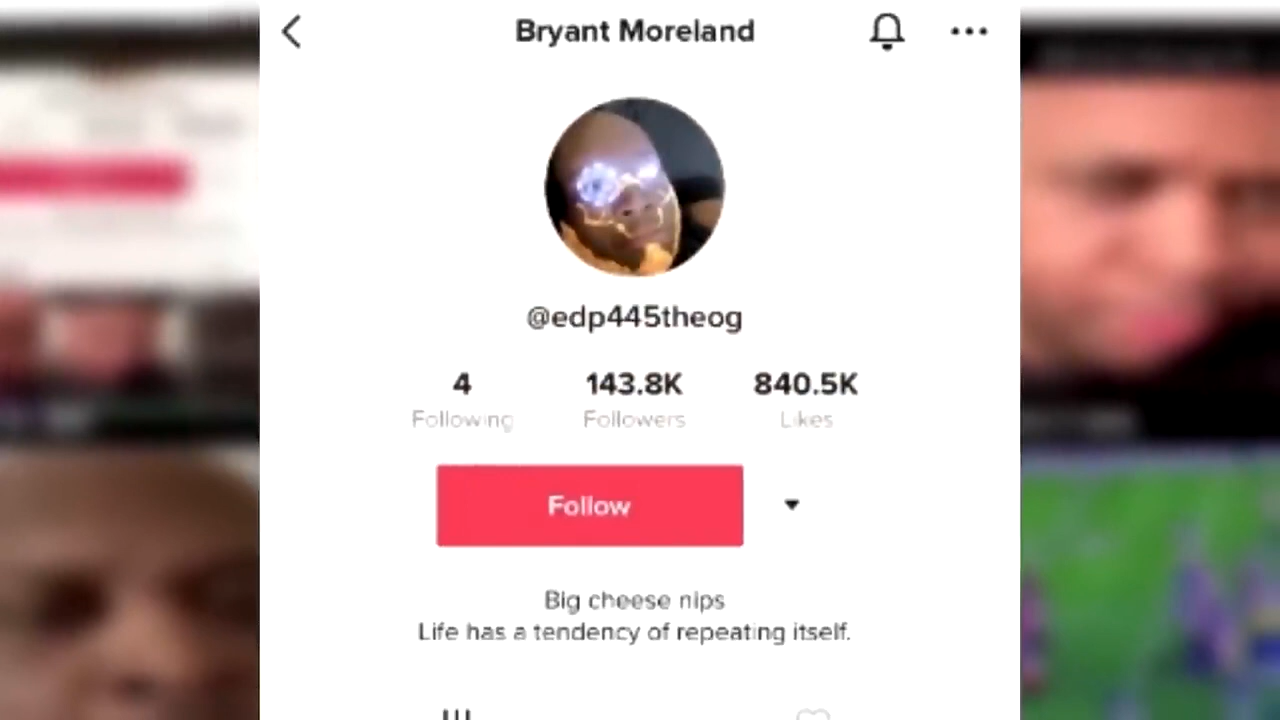 Bryant Moreland
@edp445theog
4 143.8K 840.5K
Following Followers Likes
Follow
Big cheese nips
Life has a tendency of repeating itself.